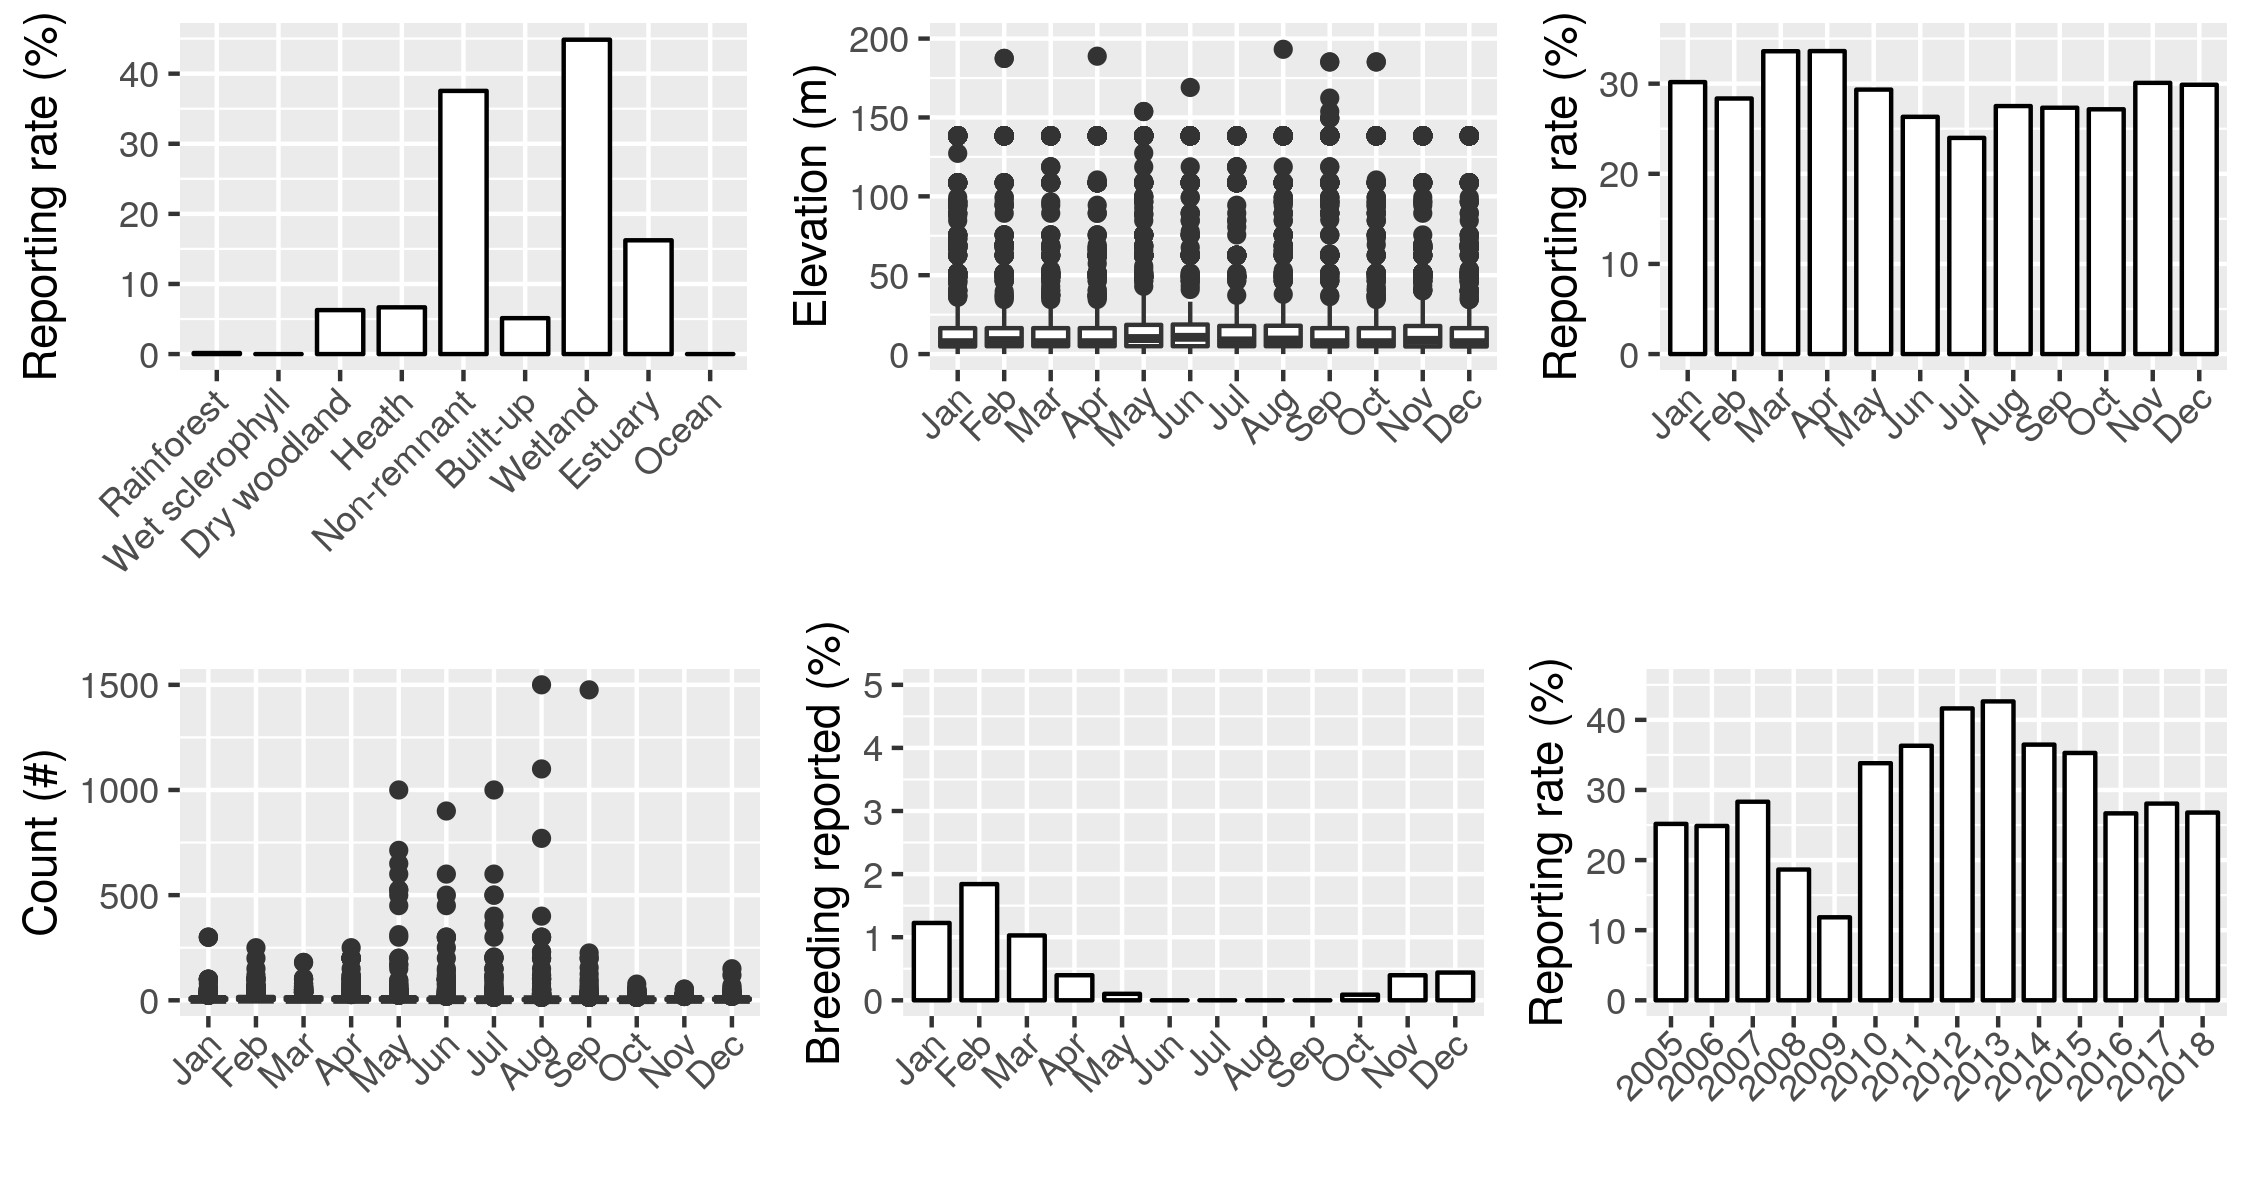 Reporting rate (%)
40
30
20
10
0
Rainforest
Wet sclerophyll
Dry woodland
Heath
Non-remnant
Built-up
Wetland
Estuary
Ocean
Elevation (m)
200
150
100
50
0
Jan
Feb
Mar
Apr
May
Jun
Jul
Aug
Sep
Oct
Nov
Dec
Reporting rate (%)
30
20
10
0
Jan
Feb
Mar
Apr
May
Jun
Jul
Aug
Sep
Oct
Nov
Dec
Count (#)
1500
1000
500
0
Jan
Feb
Mar
Apr
May
Jun
Jul
Aug
Sep
Oct
Nov
Dec
Breeding reported (%)
5
4
3
2
1
0
Jan
Feb
Mar
Apr
May
Jun
Jul
Aug
Sep
Oct
Nov
Dec
Reporting rate (%)
40
30
20
10
0
2005
2006
2007
2008
2009
2010
2011
2012
2013
2014
2015
2016
2017
2018